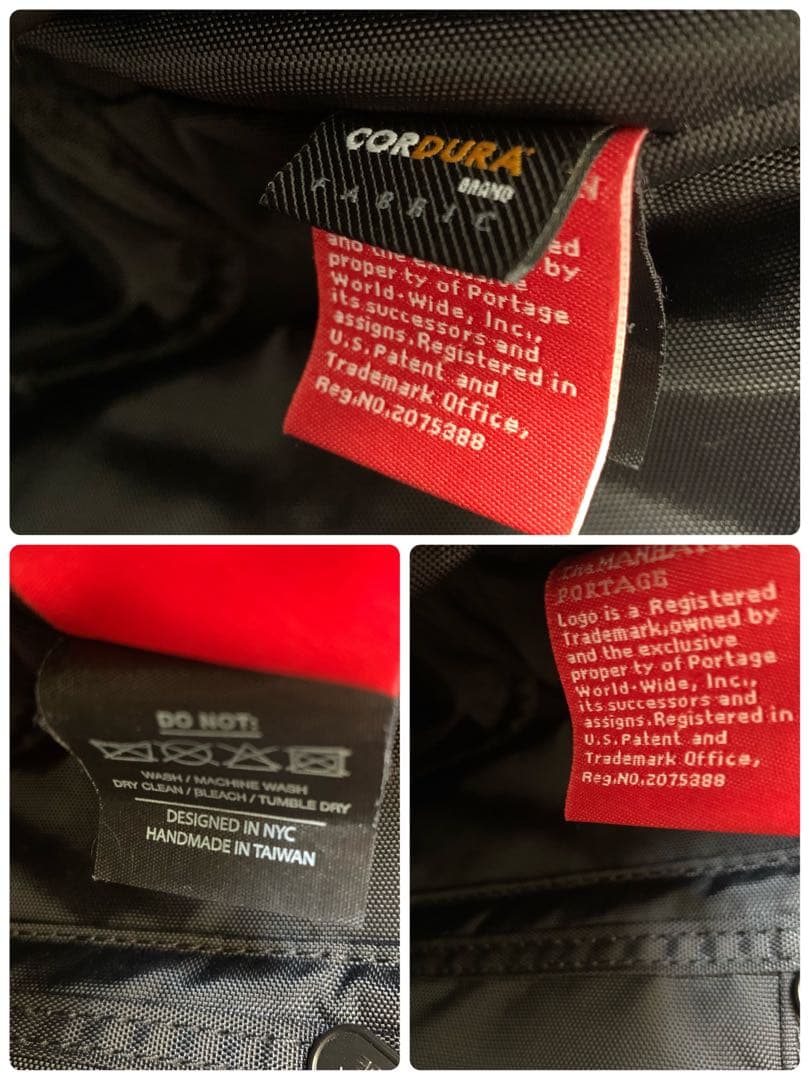 CORDURA
BRAND
FABRIC
N
ed
by
property of Portage
World-Wide, Inc.,
its successors and
assigns.Registered in
U.S.Patent and
Trademark Office,
Reg.NO.2075388
DO NOT:
WASH / MACHINE WASH
DRY CLEAN / BLEACH / TUMBLE DRY
DESIGNED IN NYC
HANDMADE IN TAIWAN
The
PORTAGE
Logo is a Registered
Trademark,owned by
and the exclusive
property of Portage
World-Wide, Inc.,
its successors and
assigns.Registered in
U.S.Patent and
Trademark Office,
Reg.NO.2075388